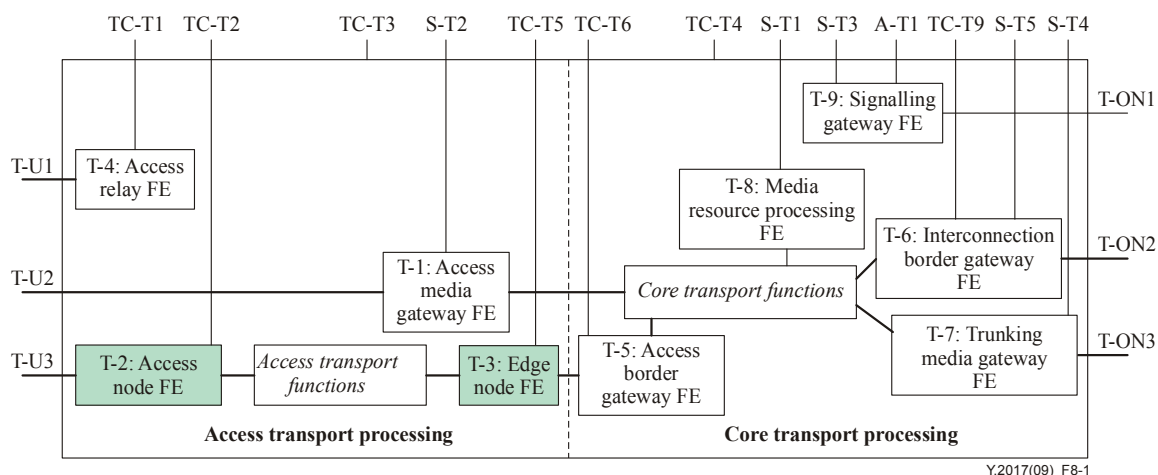 TC-T1 TC-T2 TC-T3 S-T2 TC-T5 TC-T6 TC-T4 S-T1 S-T3 A-T1 TC-T9 S-T5 S-T4
T-9: Signalling
gateway FE
T-ON1
T-U1
T-4: Access
relay FE
T-8: Media
resource processing
FE
T-6: Interconnection
border gateway
FE
T-ON2
T-U2
T-1: Access
media
gateway FE
Core transport functions
T-7: Trunking
media gateway
FE
T-ON3
T-U3
T-2: Access
node FE
Access transport
functions
T-3: Edge
node FE
T-5: Access
border
gateway FE
Access transport processing
Core transport processing
Y.2017(09)_F8-1